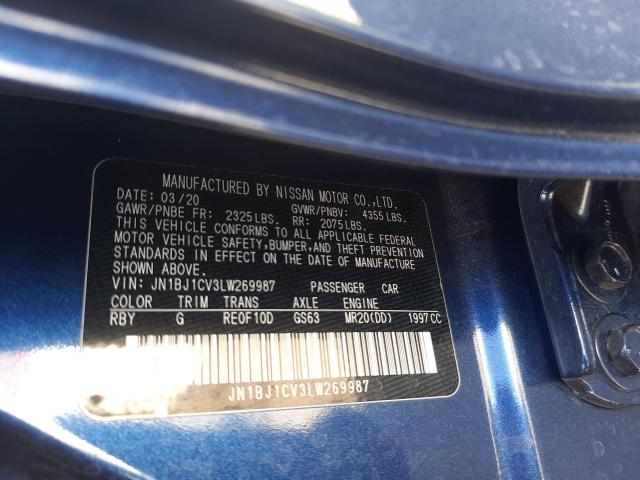 MANUFACTURED BY NISSAN MOTOR CO.,LTD.
DATE: 03/20 GVWR/PNBV: 4355 LBS.
GAWR/PNBE FR: 2325 LBS. RR: 2075 LBS.
THIS VEHICLE CONFORMS TO ALL APPLICABLE FEDERAL
MOTOR VEHICLE SAFETY, BUMPER, AND THEFT PREVENTION
STANDARDS IN EFFECT ON THE DATE OF MANUFACTURE
SHOWN ABOVE.
VIN: JN1BJ1CV3LW269987 PASSENGER CAR
COLOR TRIM TRANS AXLE ENGINE
RBY G RE0F10D GS63 MR20(DD) 1997CC
JN1BJ1CV3LW269987